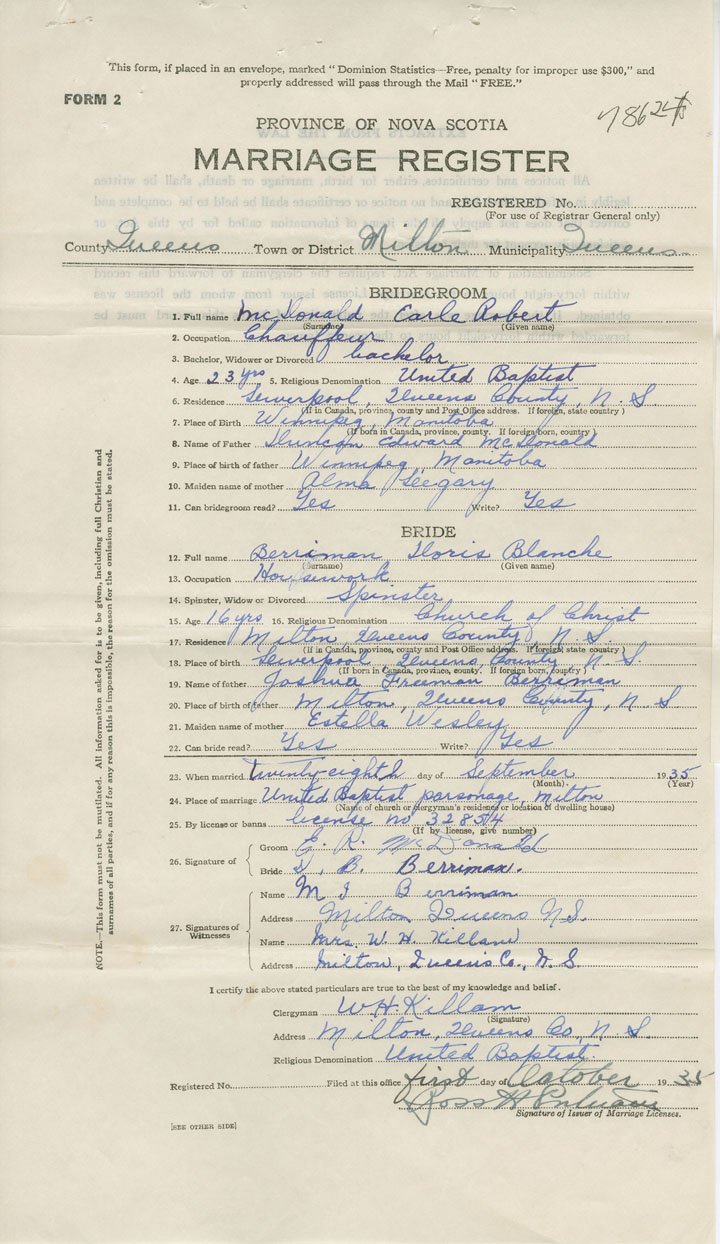 This form, if placed in an envelope, marked "Dominion Statistics—Free, penalty for improper use $300," and
properly addressed will pass through the Mail "FREE."
FORM 2
PROVINCE OF NOVA SCOTIA
MARRIAGE REGISTER
REGISTERED No.
(For use of Registrar General only)
County Queens Town or District Milton Municipality Queens
BRIDEGROOM
1. Full name McDonald Carle Robert
(Surname) (Given name)
2. Occupation Chauffeur
3. Bachelor, Widower or Divorced bachelor
4. Age 23 yrs 5. Religious Denomination United Baptist
6. Residence Liverpool, Queens County, N. S
(If in Canada, province, county and Post Office address. If foreign, state country)
7. Place of Birth Winnipeg, Manitoba
(If born in Canada, province, county. If foreign born, country)
8. Name of Father Duncan Edward McDonald
9. Place of birth of father Winnipeg, Manitoba
10. Maiden name of mother Alma Seegary
11. Can bridegroom read? Yes Write? Yes
BRIDE
12. Full name Berriman Doris Blanche
(Surname) (Given name)
13. Occupation Housework
14. Spinster, Widow or Divorced Spinster
15. Age 16 yrs 16. Religious Denomination Church of Christ
17. Residence Milton, Queens County, N. S.
(If in Canada, province, county and Post Office address. If foreign state country)
18. Place of birth Liverpool, Queens County N. S.
(If born in Canada, province, county. If foreign born, country)
19. Name of father Joshua Freeman Berriman
20. Place of birth of father Milton, Queens County, N. S
21. Maiden name of mother Estella Wesley
22. Can bride read? Yes Write? Yes
23. When married twenty-eighth day of September 1935
(Month) (Year)
24. Place of marriage United Baptist parsonage, Milton
(Name of church or clergyman's residence or location of dwelling house)
25. By license or banns license no 32854
(If by license, give number)
26. Signature of
Groom C. R. McDonald
Bride D. B. Berriman.
27. Signatures of Witnesses
Name M J Berriman
Address Milton Queens N.S.
Name Mrs. W. H. Killam
Address Milton, Queens Co., N. S.
I certify the above stated particulars are true to the best of my knowledge and belief.
Clergyman W H Killam
(Signature)
Address Milton, Queens Co, N. S.
Religious Denomination United Baptist.
Registered No. Filed at this office first day of October 1935
Ross H
Signature of Issuer of Marriage Licenses.
[SEE OTHER SIDE]
NOTE.—This form must not be mutilated. All information asked for is to be given, including full Christian and
surnames of all parties, and if for any reason this is impossible, the reason for the omission must be stated.